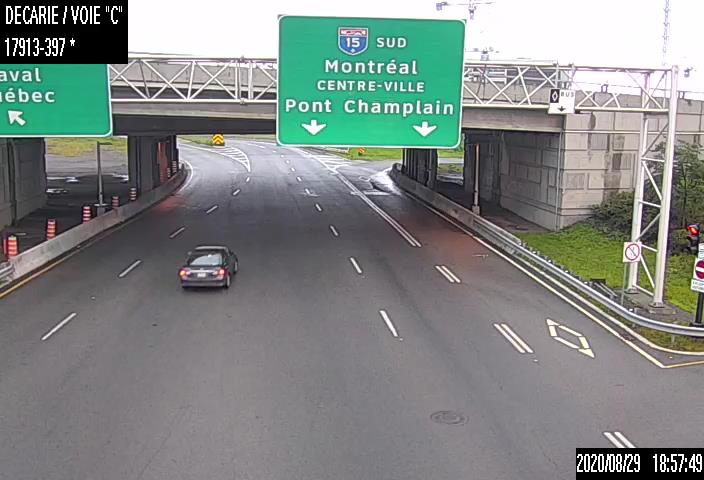 DECARIE / VOIE "C"
17913-397 *
aval
uébec
15 SUD
Montréal
CENTRE-VILLE
Pont Champlain
BUS
2020/08/29 18:57:49